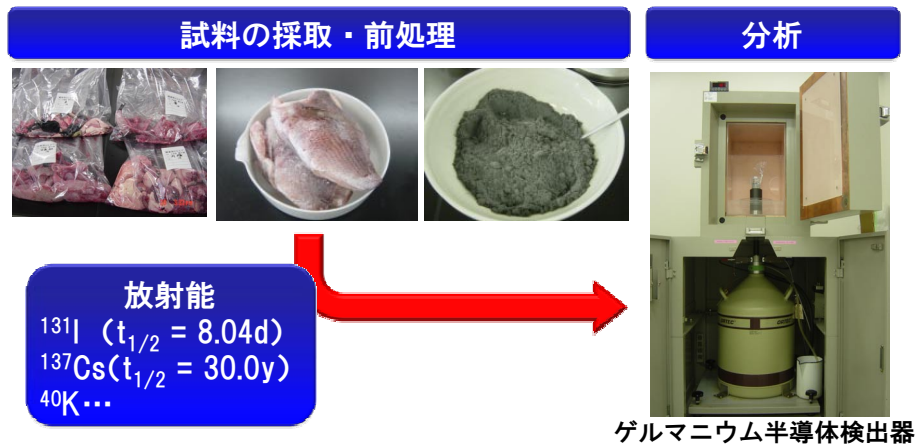 試料の採取・前処理
分析
放射能
¹³¹I (t₁/₂ = 8.04d)
¹³⁷Cs(t₁/₂ = 30.0y)
⁴⁰K…
ゲルマニウム半導体検出器